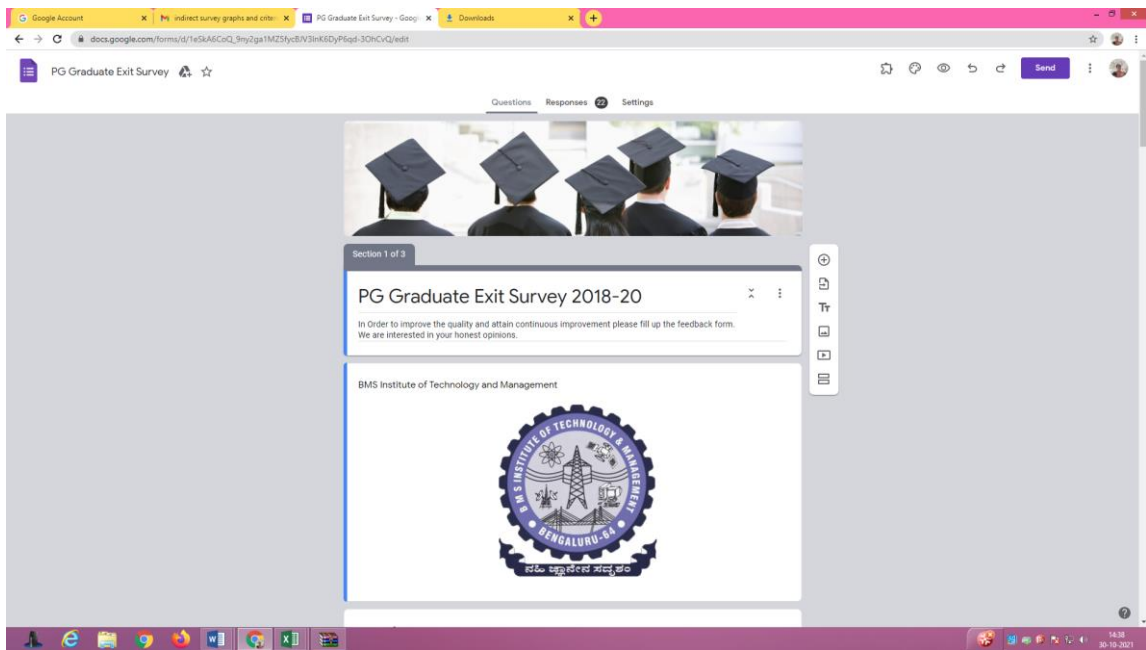 Google Account
indirect survey graphs and criter
PG Graduate Exit Survey - Googl
Downloads
docs.google.com/forms/d/1eSkA6CoQ_9ny2ga1MZSfycBJV3InK6DyP6qd-3OhCvQ/edit
PG Graduate Exit Survey
Send
Questions Responses 22 Settings
Section 1 of 3
PG Graduate Exit Survey 2018-20
In Order to improve the quality and attain continuous improvement please fill up the feedback form.
We are interested in your honest opinions.
BMS Institute of Technology and Management
B M S INSTITUTE OF TECHNOLOGY & MANAGEMENT
BENGALURU-64
ನಹಿ ಜ್ಞಾನೇನ ಸದೃಶಂ
14:38
30-10-2021